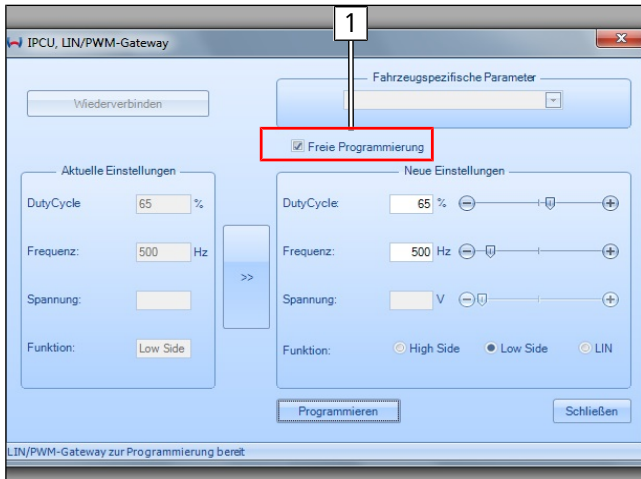 1
IPCU, LIN/PWM-Gateway
x
Fahrzeugspezifische Parameter
Wiederverbinden
Freie Programmierung
Aktuelle Einstellungen
DutyCycle 65 %
Frequenz: 500 Hz
Spannung:
Funktion: Low Side
>>
Neue Einstellungen
DutyCycle: 65 %
Frequenz: 500 Hz
Spannung: V
Funktion: High Side Low Side LIN
Programmieren Schließen
LIN/PWM-Gateway zur Programmierung bereit